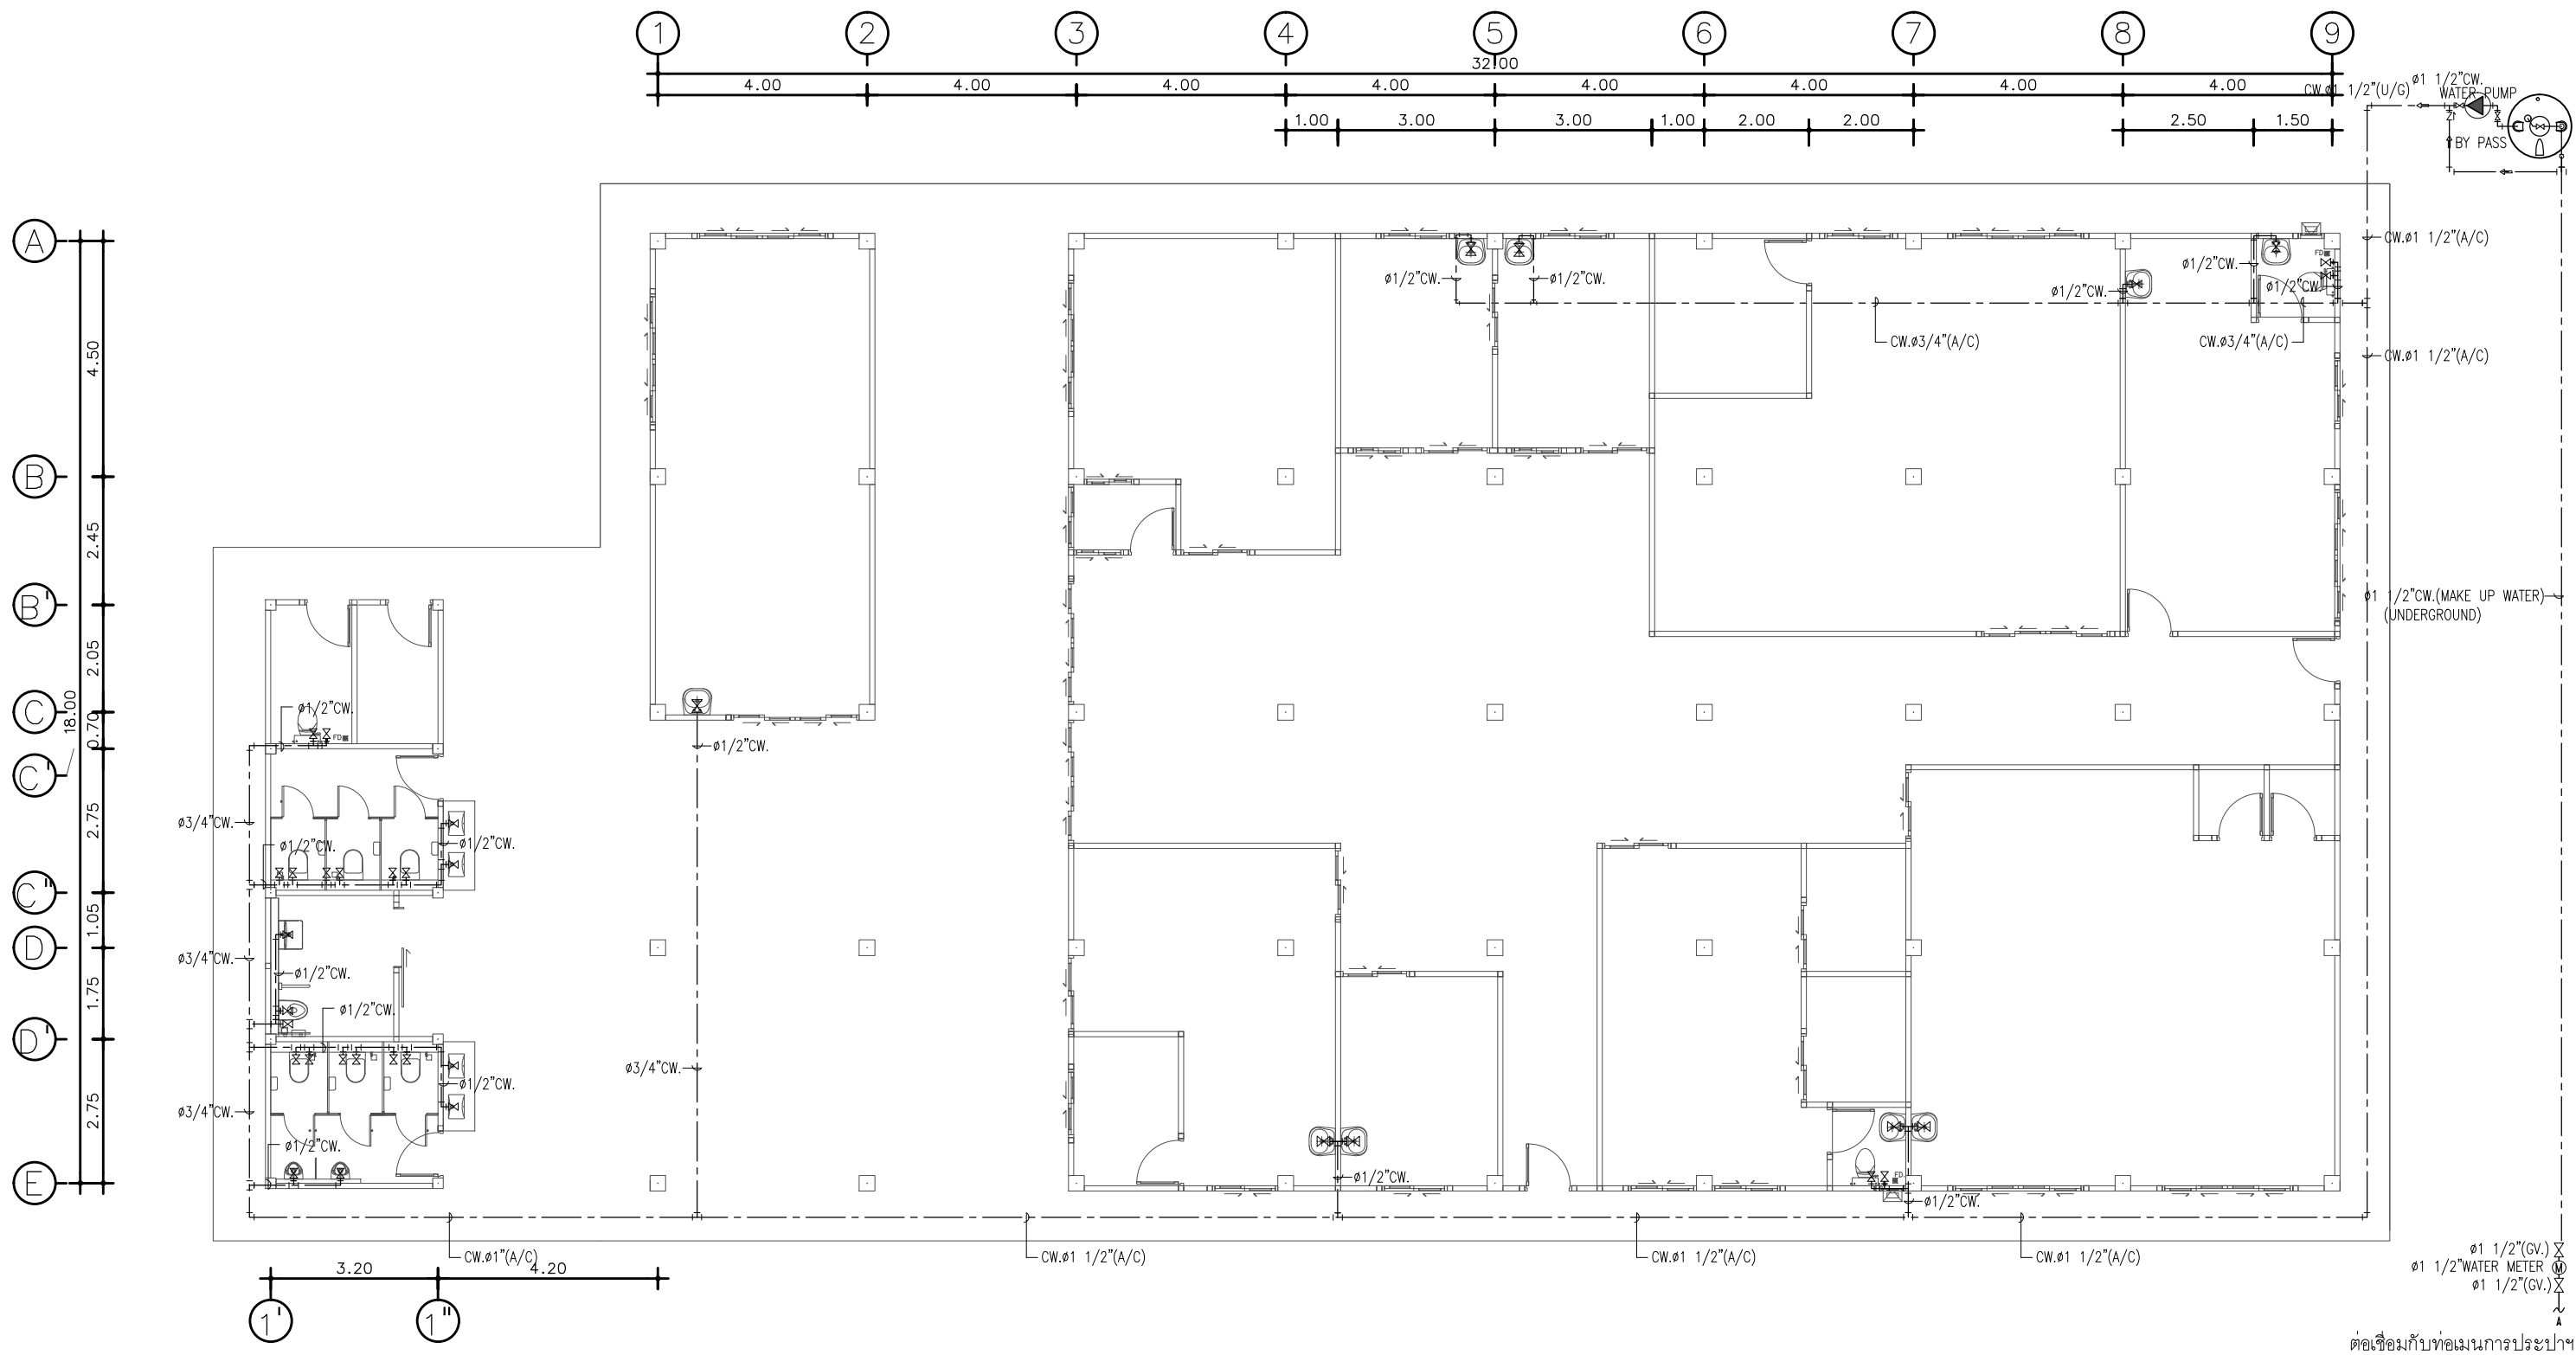 1 2 3 4 5 6 7 8 9
32.00
4.00 4.00 4.00 4.00 4.00 4.00 4.00 4.00
1.00 3.00 3.00 1.00 2.00 2.00 2.50 1.50
ø1 1/2"CW.
CW.ø1 1/2"(U/G)
WATER PUMP
BY PASS
A
CW.ø1 1/2"(A/C)
ø1/2"CW. ø1/2"CW. ø1/2"CW. ø1/2"CW. ø1/2"CW.
FD
CW.ø3/4"(A/C) CW.ø3/4"(A/C)
CW.ø1 1/2"(A/C)
4.50
B
2.45
B'
ø1 1/2"CW.(MAKE UP WATER)
(UNDERGROUND)
2.05
C
18.00
0.70
ø1/2"CW.
FD
ø1/2"CW.
C'
2.75
ø3/4"CW.
ø1/2"CW.
ø1/2"CW.
C"
1.05
D
ø3/4"CW.
ø1/2"CW.
1.75
ø1/2"CW.
D'
ø3/4"CW.
ø1/2"CW.
2.75
ø3/4"CW.
ø1/2"CW.
E
ø1/2"CW.
FD
ø1/2"CW.
CW.ø1"(A/C) CW.ø1 1/2"(A/C) CW.ø1 1/2"(A/C) CW.ø1 1/2"(A/C)
3.20 4.20
1' 1"
ø1 1/2"(GV.)
ø1 1/2"WATER METER M
ø1 1/2"(GV.)
A
ต่อเชื่อมกับท่อเมนการประปาฯ